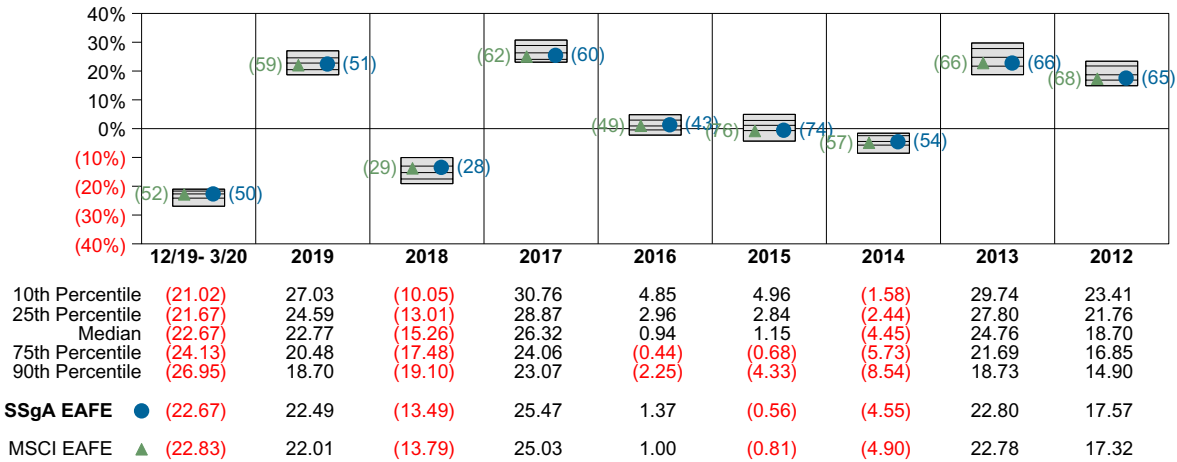 40%
30%
20%
10%
0%
(10%)
(20%)
(30%)
(40%)
(52) (50)
(59) (51)
(29) (28)
(62) (60)
(49) (43)
(76) (74)
(57) (54)
(66) (66)
(68) (65)
12/19- 3/20 2019 2018 2017 2016 2015 2014 2013 2012
10th Percentile (21.02) 27.03 (10.05) 30.76 4.85 4.96 (1.58) 29.74 23.41
25th Percentile (21.67) 24.59 (13.01) 28.87 2.96 2.84 (2.44) 27.80 21.76
Median (22.67) 22.77 (15.26) 26.32 0.94 1.15 (4.45) 24.76 18.70
75th Percentile (24.13) 20.48 (17.48) 24.06 (0.44) (0.68) (5.73) 21.69 16.85
90th Percentile (26.95) 18.70 (19.10) 23.07 (2.25) (4.33) (8.54) 18.73 14.90
SSgA EAFE (22.67) 22.49 (13.49) 25.47 1.37 (0.56) (4.55) 22.80 17.57
MSCI EAFE (22.83) 22.01 (13.79) 25.03 1.00 (0.81) (4.90) 22.78 17.32